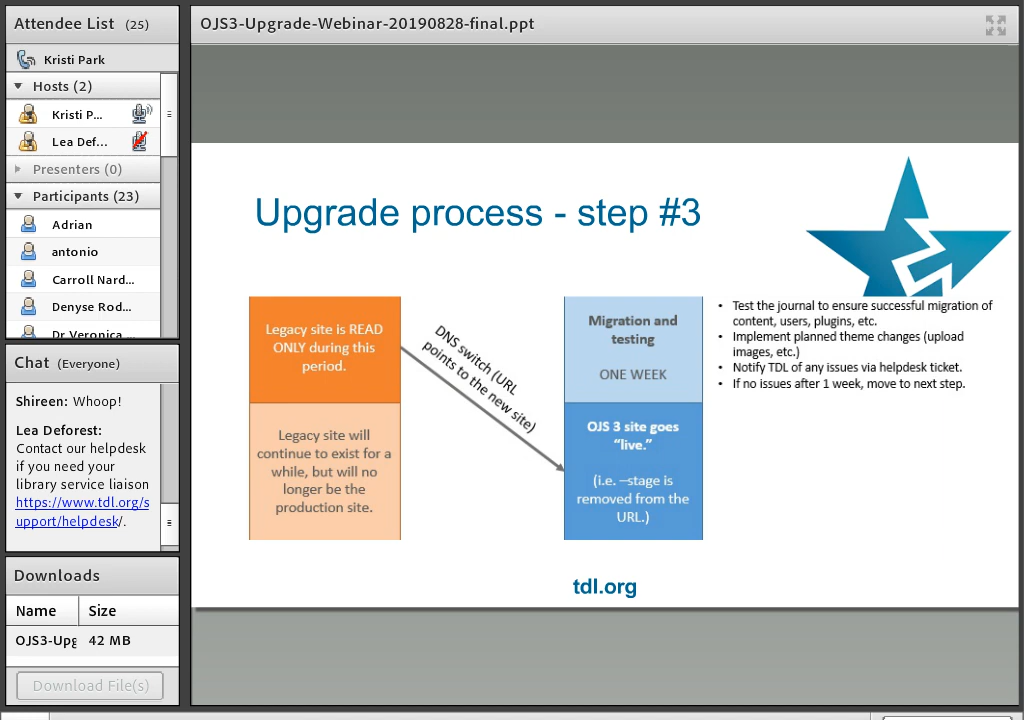 Attendee List (25)
Kristi Park
Hosts (2)
Kristi P...
Lea Def...
Presenters (0)
Participants (23)
Adrian
antonio
Carroll Nard...
Denyse Rod...
Dr Veronica
Chat (Everyone)
Shireen: Whoop!
Lea Deforest:
Contact our helpdesk
if you need your
library service liaison
https://www.tdl.org/s
upport/helpdesk/.
Downloads
Name Size
OJS3-Upg 42 MB
Download File(s)
OJS3-Upgrade-Webinar-20190828-final.ppt
Upgrade process - step #3
Legacy site is READ
ONLY during this
period.
Legacy site will
continue to exist for a
while, but will no
longer be the
production site.
DNS switch (URL
points to the new site)
Migration and
testing
ONE WEEK
OJS 3 site goes
“live.”
(i.e. –stage is
removed from the
URL.)
• Test the journal to ensure successful migration of
content, users, plugins, etc.
• Implement planned theme changes (upload
images, etc.)
• Notify TDL of any issues via helpdesk ticket.
• If no issues after 1 week, move to next step.
tdl.org